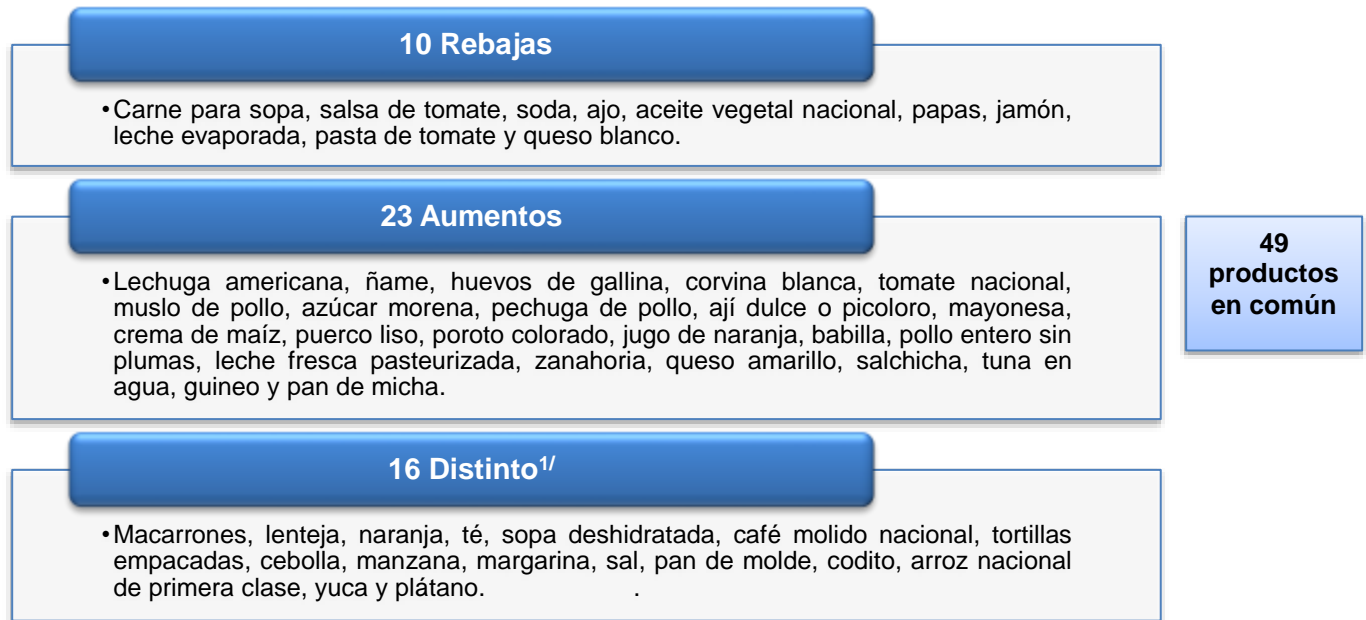 10 Rebajas
•Carne para sopa, salsa de tomate, soda, ajo, aceite vegetal nacional, papas, jamón,
leche evaporada, pasta de tomate y queso blanco.
23 Aumentos
•Lechuga americana, ñame, huevos de gallina, corvina blanca, tomate nacional,
muslo de pollo, azúcar morena, pechuga de pollo, ají dulce o picoloro, mayonesa,
crema de maíz, puerco liso, poroto colorado, jugo de naranja, babilla, pollo entero sin
plumas, leche fresca pasteurizada, zanahoria, queso amarillo, salchicha, tuna en
agua, guineo y pan de micha.
49
productos
en común
16 Distinto1/
•Macarrones, lenteja, naranja, té, sopa deshidratada, café molido nacional, tortillas
empacadas, cebolla, manzana, margarina, sal, pan de molde, codito, arroz nacional
de primera clase, yuca y plátano. .